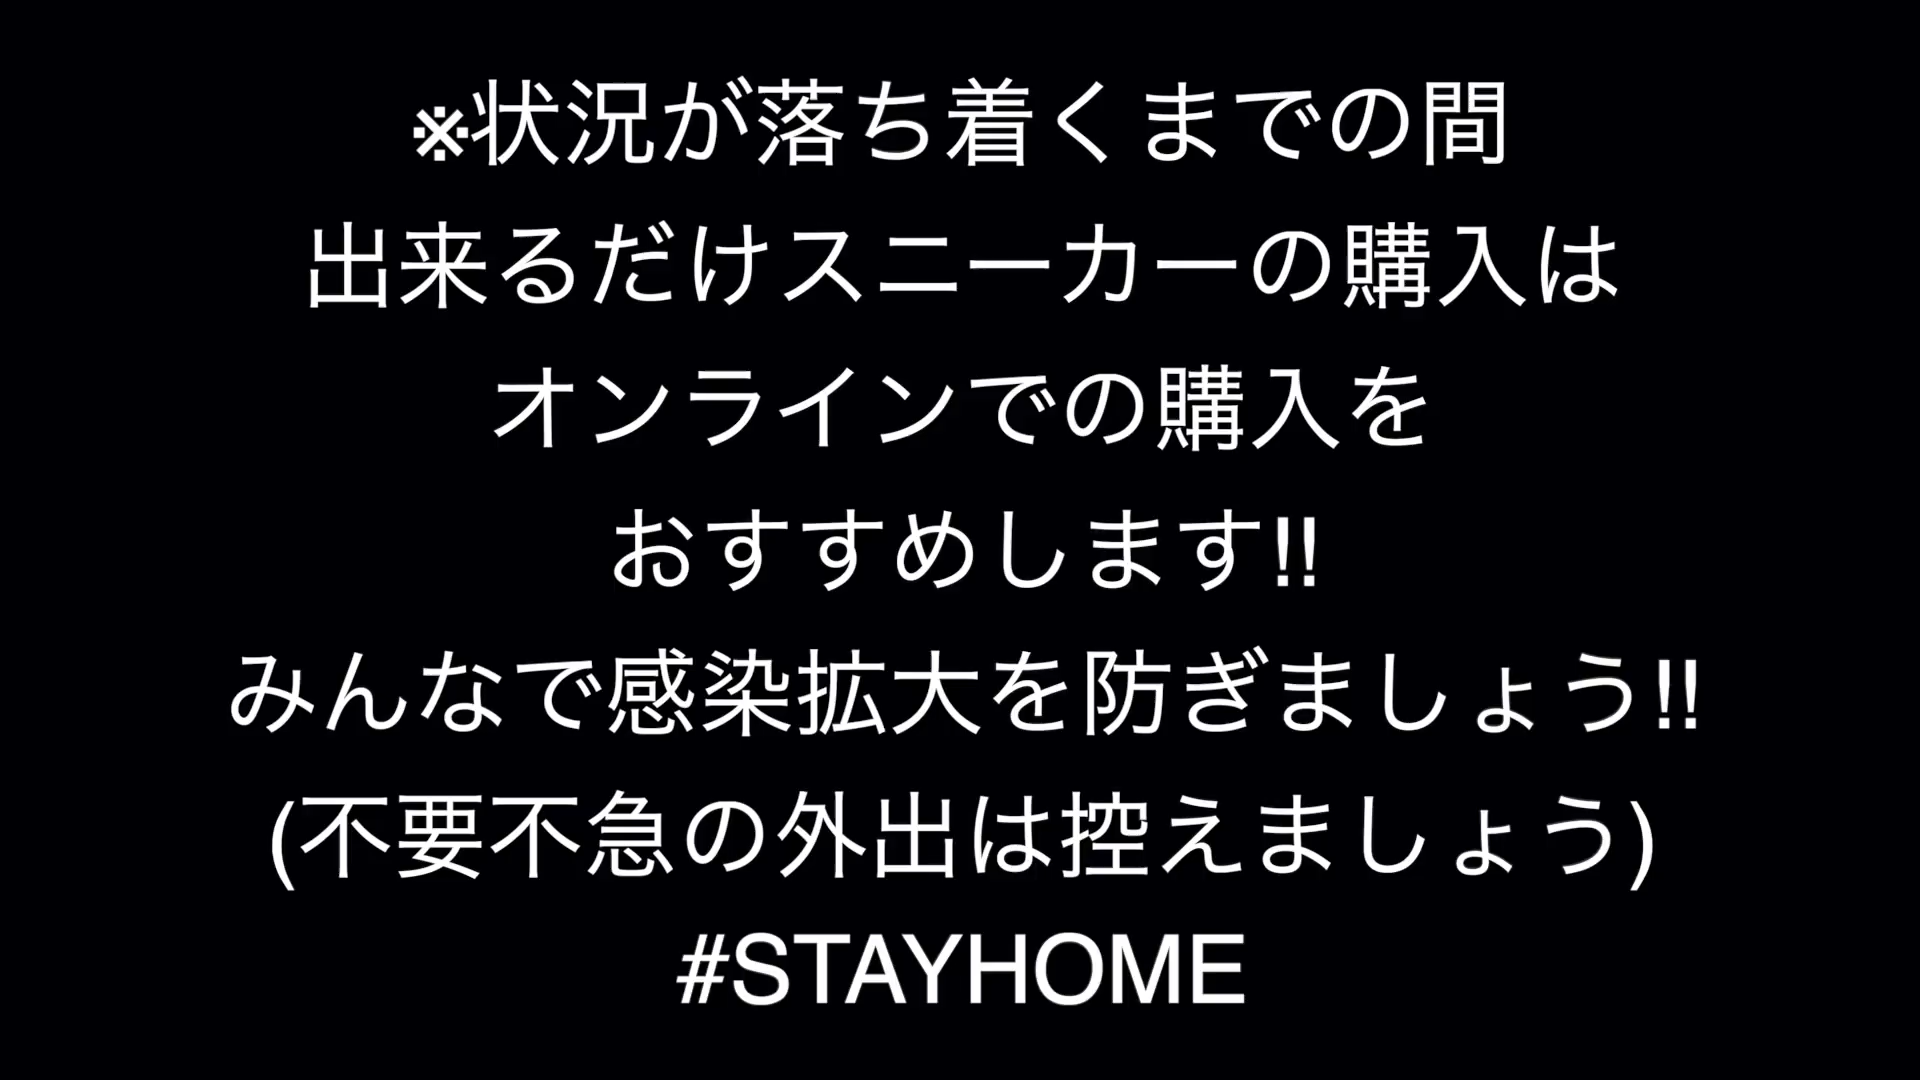 ※状況が落ち着くまでの間
出来るだけスニーカーの購入は
オンラインでの購入を
おすすめします!!
みんなで感染拡大を防ぎましょう!!
(不要不急の外出は控えましょう)
#STAYHOME